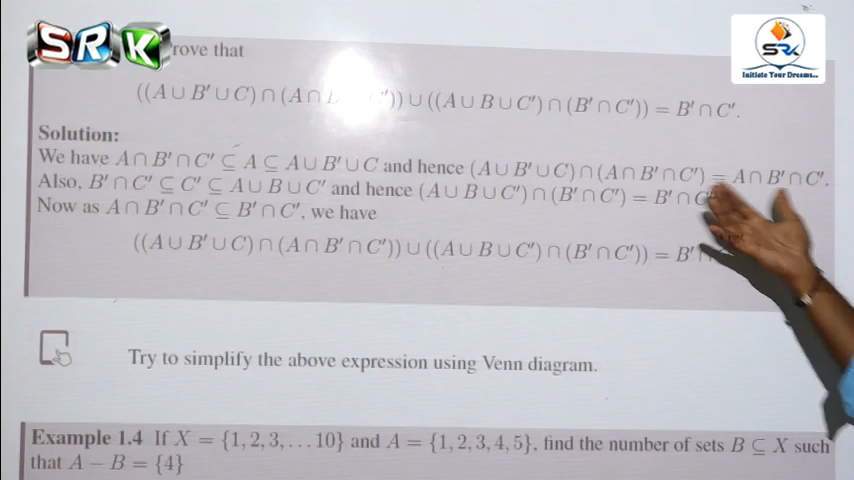 SRK
SRK
Initiate Your Dreams...
rove that
((A ∪ B′ ∪ C) ∩ (A ∩ ′)) ∪ ((A ∪ B ∪ C′) ∩ (B′ ∩ C′)) = B′ ∩ C′.
Solution:
We have A ∩ B′ ∩ C′ ⊆ A ⊆ A ∪ B′ ∪ C and hence (A ∪ B′ ∪ C) ∩ (A ∩ B′ ∩ C′) = A ∩ B′ ∩ C′.
Also, B′ ∩ C′ ⊆ C′ ⊆ A ∪ B ∪ C′ and hence (A ∪ B ∪ C′) ∩ (B′ ∩ C′) = B′ ∩ C′
Now as A ∩ B′ ∩ C′ ⊆ B′ ∩ C′, we have
((A ∪ B′ ∪ C) ∩ (A ∩ B′ ∩ C′)) ∪ ((A ∪ B ∪ C′) ∩ (B′ ∩ C′)) = B′ ∩
Try to simplify the above expression using Venn diagram.
Example 1.4 If X = {1, 2, 3, . . . 10} and A = {1, 2, 3, 4, 5}, find the number of sets B ⊆ X such
that A − B = {4}